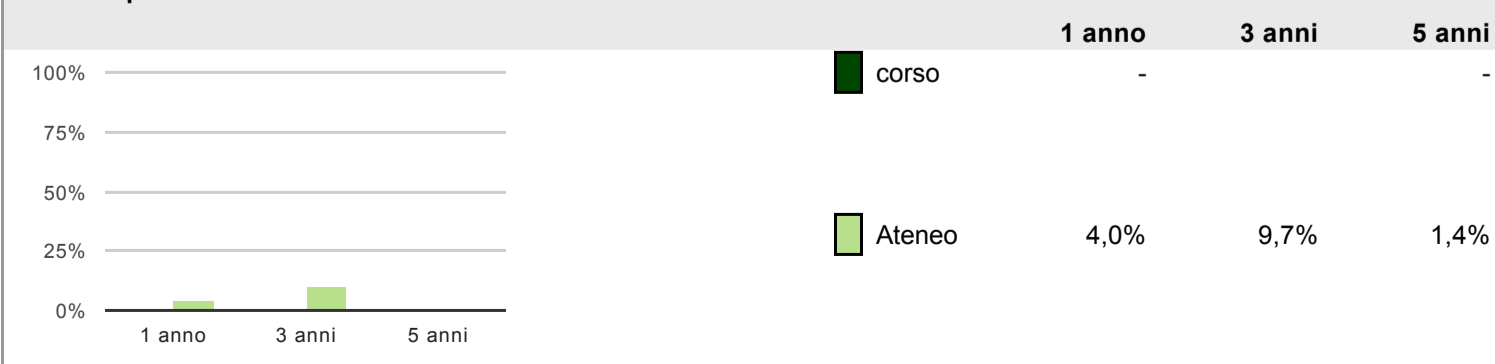 1 anno 3 anni 5 anni
100%
75%
50%
25%
0%
1 anno 3 anni 5 anni
corso - -
Ateneo 4,0% 9,7% 1,4%